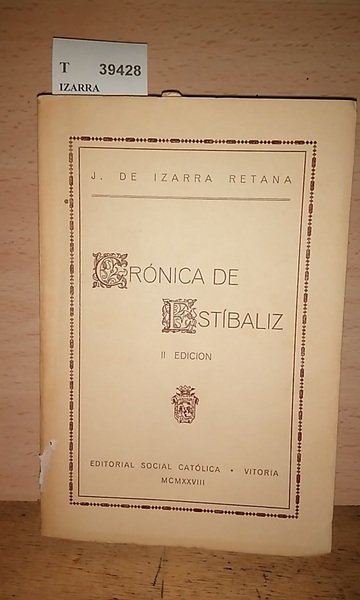 T 39428
IZARRA
J. DE IZARRA RETANA
CRÓNICA DE
ESTÍBALIZ
II EDICION
EDITORIAL SOCIAL CATÓLICA • VITORIA
MCMXXVIII